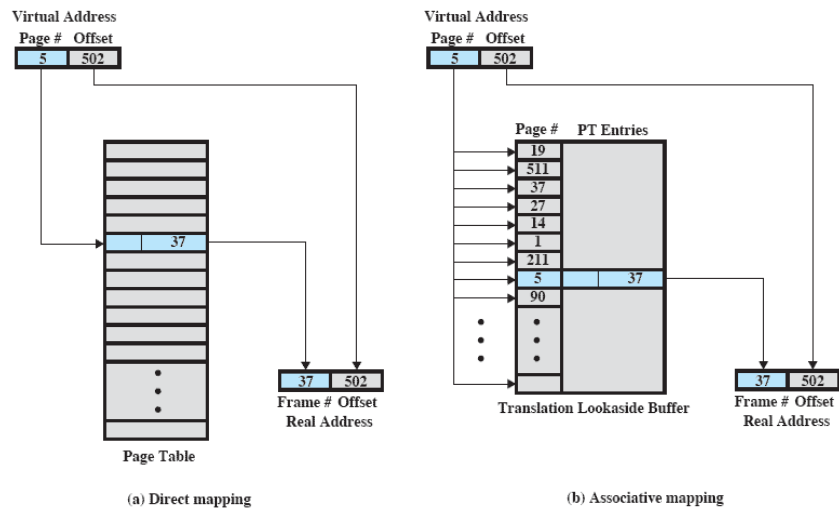 Virtual Address
Page # Offset
5 502
37
37 502
Frame # Offset
Real Address
Page Table
(a) Direct mapping
Virtual Address
Page # Offset
5 502
Page # PT Entries
19
511
37
27
14
1
211
5 37
90
37 502
Frame # Offset
Real Address
Translation Lookaside Buffer
(b) Associative mapping